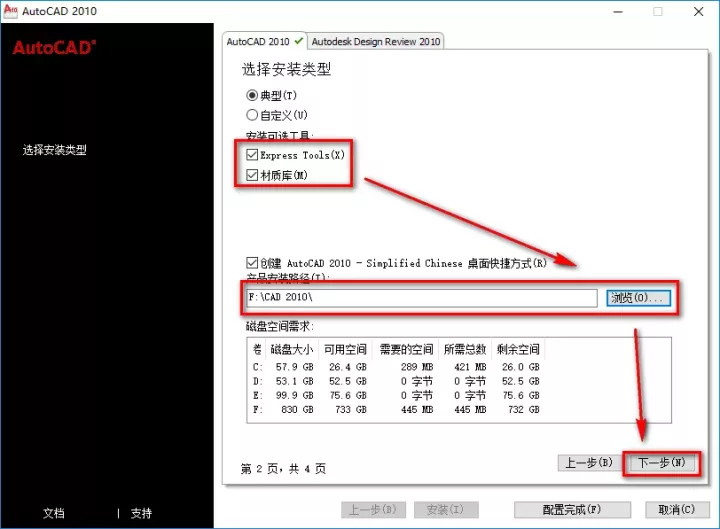 AutoCAD 2010
AutoCAD®
AutoCAD 2010 Autodesk Design Review 2010
选择安装类型
典型(T)
自定义(U)
安装可选工具:
选择安装类型
Express Tools(X)
材质库(M)
创建 AutoCAD 2010 - Simplified Chinese 桌面快捷方式(R)
产品安装路径(I):
F:\CAD 2010\ 浏览(O)...
磁盘空间需求:
卷 磁盘大小 可用空间 需要的空间 所需总数 剩余空间
C: 57.9 GB 26.4 GB 289 MB 421 MB 26.0 GB
D: 53.1 GB 52.5 GB 0 字节 0 字节 52.5 GB
E: 99.9 GB 75.6 GB 0 字节 0 字节 75.6 GB
F: 830 GB 733 GB 445 MB 445 MB 732 GB
上一步(B) 下一步(N)
第 2 页, 共 4 页
文档 | 支持
上一步(B) 安装(I) 配置完成(F) 取消(C)